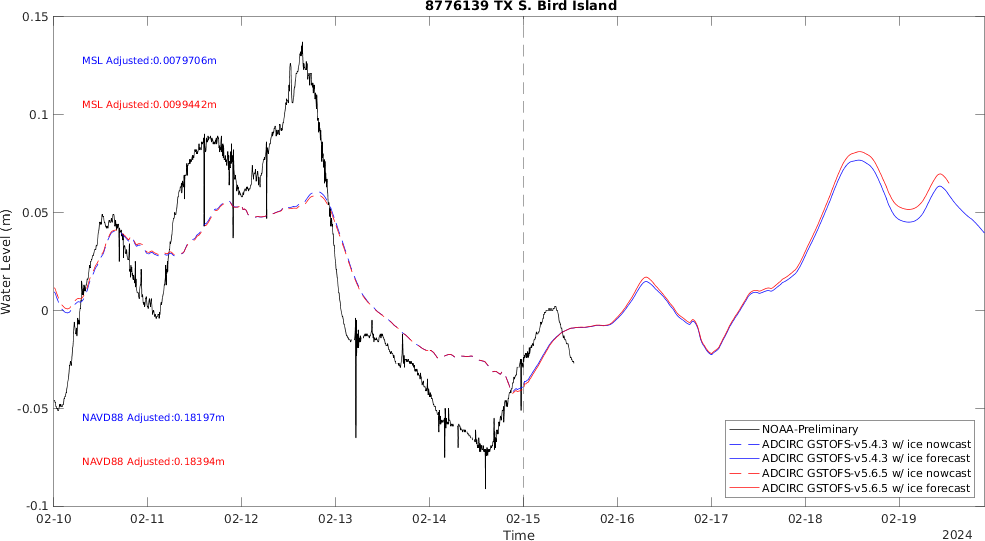 8776139 TX S. Bird Island
0.15
MSL Adjusted:0.0079706m
0.1
MSL Adjusted:0.0099442m
0.05
Water Level (m)
0
-0.05
NAVD88 Adjusted:0.18197m
NAVD88 Adjusted:0.18394m
-0.1
NOAA-Preliminary
ADCIRC GSTOFS-v5.4.3 w/ ice nowcast
ADCIRC GSTOFS-v5.4.3 w/ ice forecast
ADCIRC GSTOFS-v5.6.5 w/ ice nowcast
ADCIRC GSTOFS-v5.6.5 w/ ice forecast
02-10 02-11 02-12 02-13 02-14 02-15 02-16 02-17 02-18 02-19
Time
2024